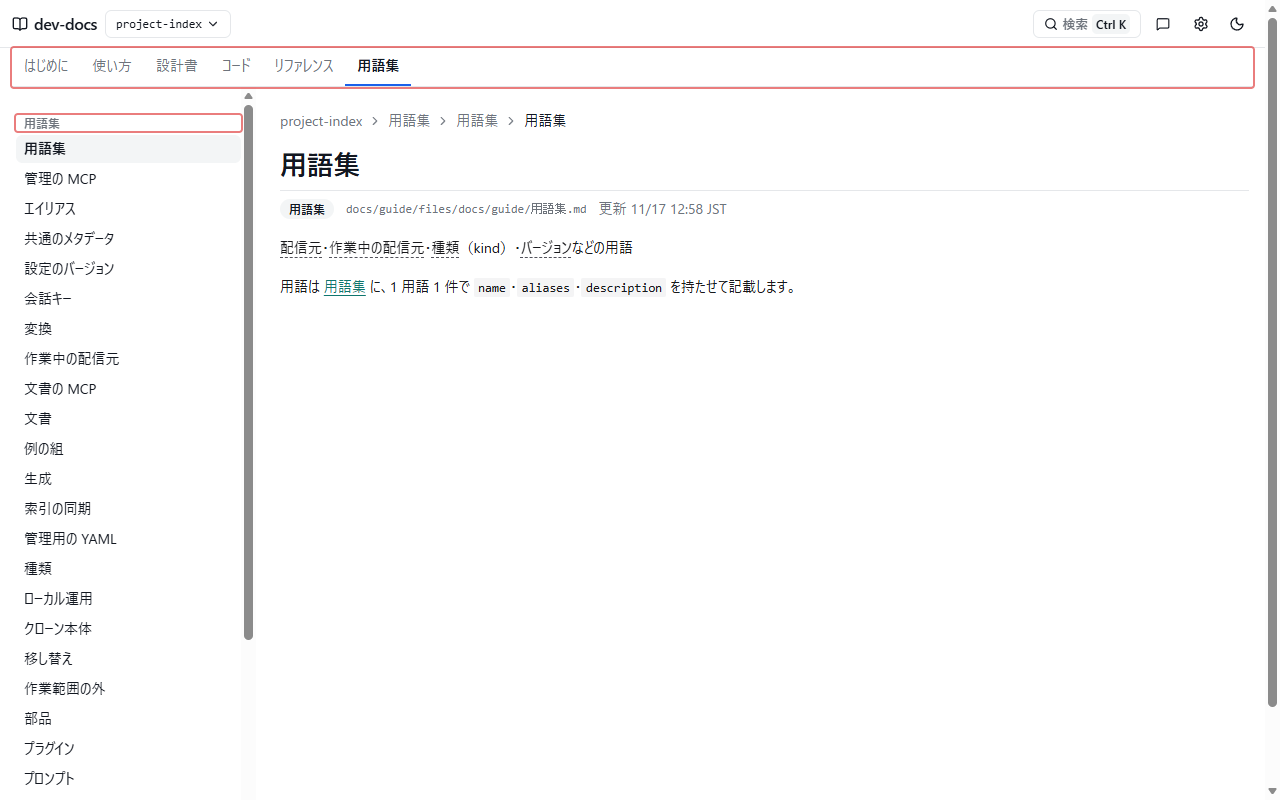 dev-docs project-index 検索 Ctrl K
はじめに 使い方 設計書 コード リファレンス 用語集
用語集
用語集
管理の MCP
エイリアス
共通のメタデータ
設定のバージョン
会話キー
変換
作業中の配信元
文書の MCP
文書
例の組
生成
索引の同期
管理用の YAML
種類
ローカル運用
クローン本体
移し替え
作業範囲の外
部品
プラグイン
プロンプト
project-index > 用語集 > 用語集 > 用語集
用語集
用語集 docs/guide/files/docs/guide/用語集.md 更新 11/17 12:58 JST
配信元・作業中の配信元・種類（kind）・バージョンなどの用語
用語は 用語集 に、1 用語 1 件で name・aliases・description を持たせて記載します。